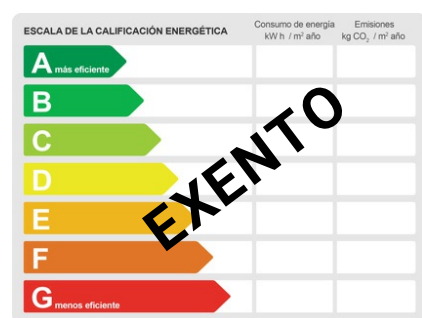 ESCALA DE LA CALIFICACIÓN ENERGÉTICA
Consumo de energía
kW h / m² año
Emisiones
kg CO₂ / m² año
A más eficiente
B
C
D
E
F
G menos eficiente
EXENTO